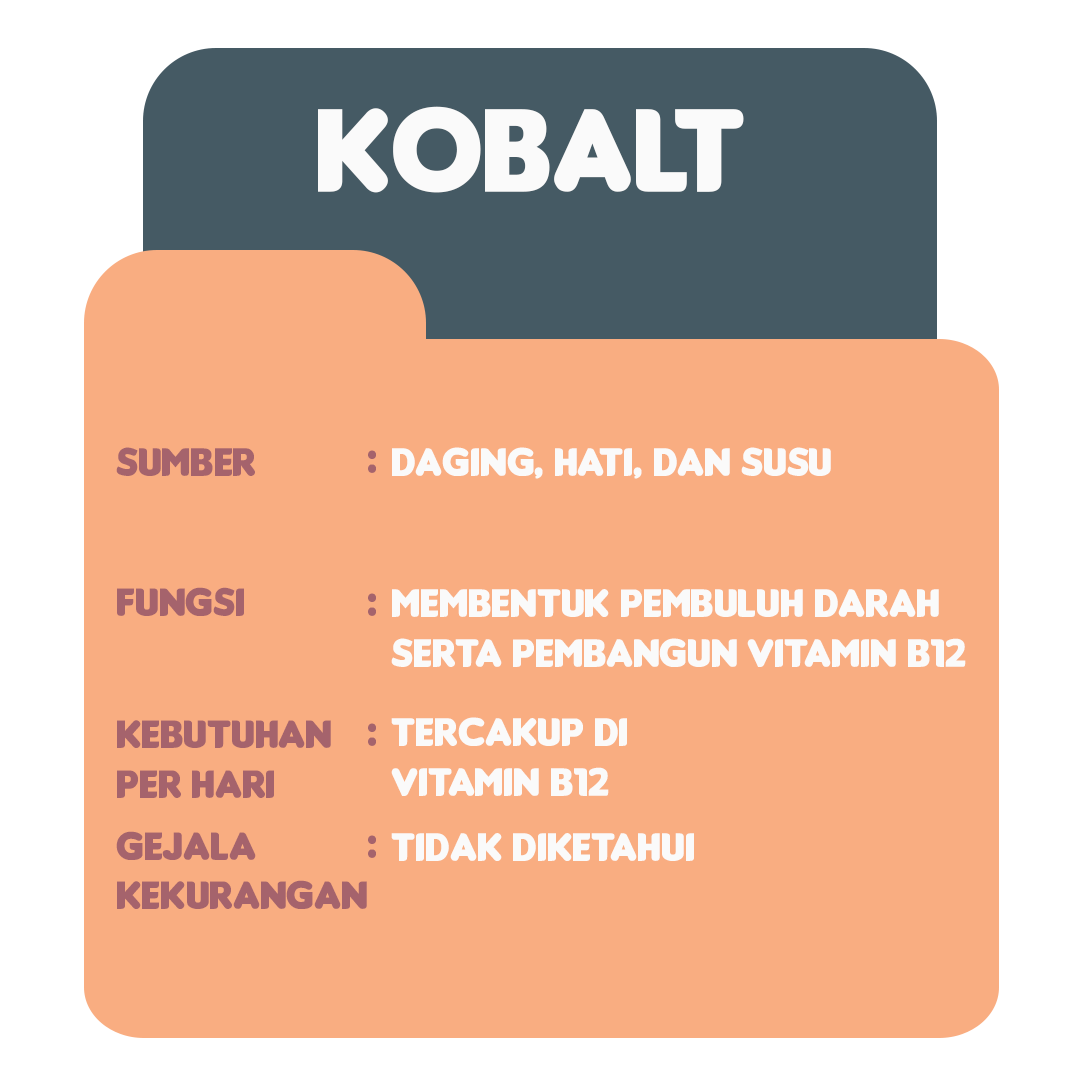 KOBALT
SUMBER : DAGING, HATI, DAN SUSU
FUNGSI : MEMBENTUK PEMBULUH DARAH
SERTA PEMBANGUN VITAMIN B12
KEBUTUHAN : TERCAKUP DI
PER HARI VITAMIN B12
GEJALA : TIDAK DIKETAHUI
KEKURANGAN